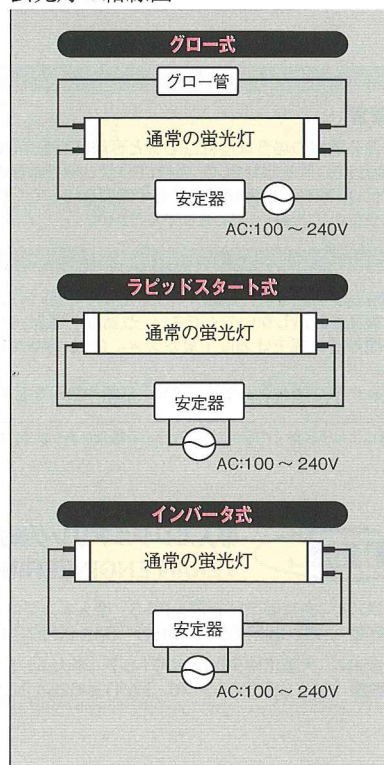 グロー式
グロー管
通常の蛍光灯
安定器
AC:100～240V
ラピッドスタート式
通常の蛍光灯
安定器
AC:100～240V
インバータ式
通常の蛍光灯
安定器
AC:100～240V